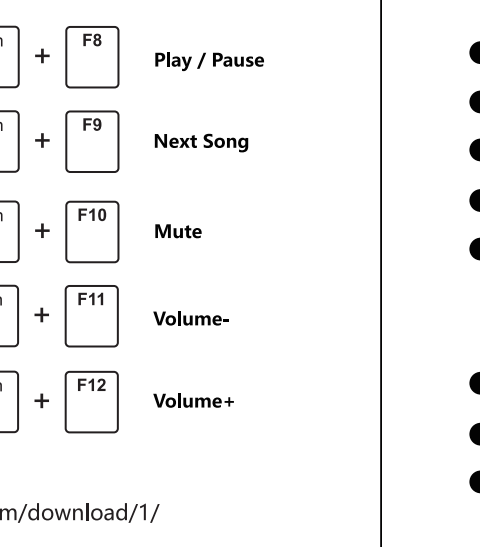 n + F8 Play / Pause
n + F9 Next Song
n + F10 Mute
n + F11 Volume-
n + F12 Volume+
m/download/1/